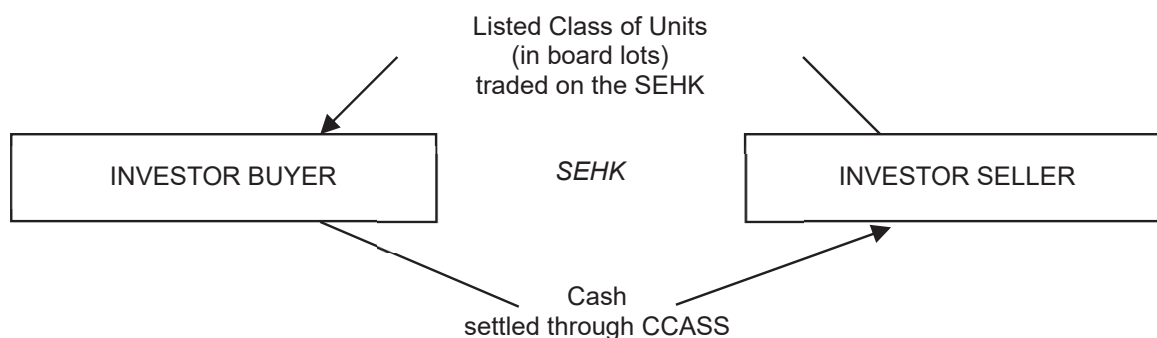 Listed Class of Units
(in board lots)
traded on the SEHK
INVESTOR BUYER
SEHK
INVESTOR SELLER
Cash
settled through CCASS